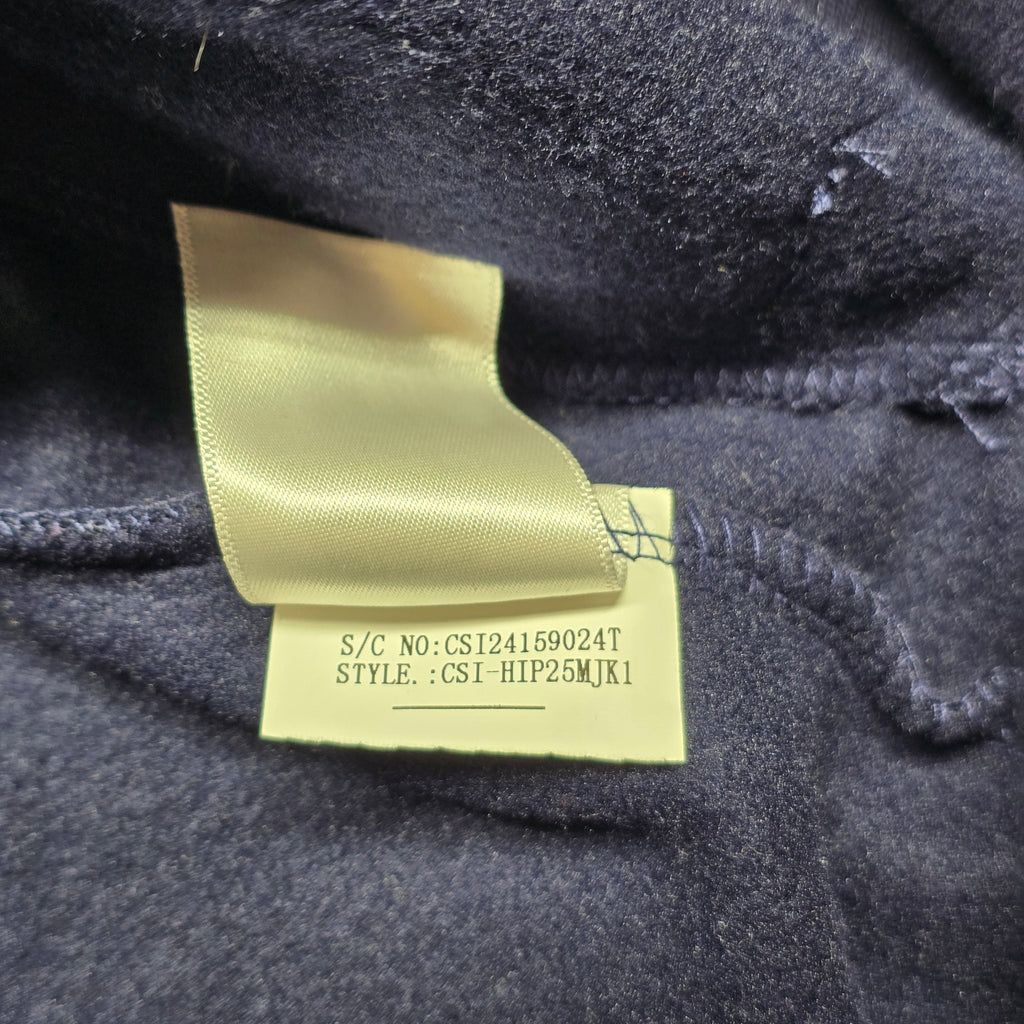 S/C NO:CSI24159024T
STYLE.:CSI-HIP25MJK1